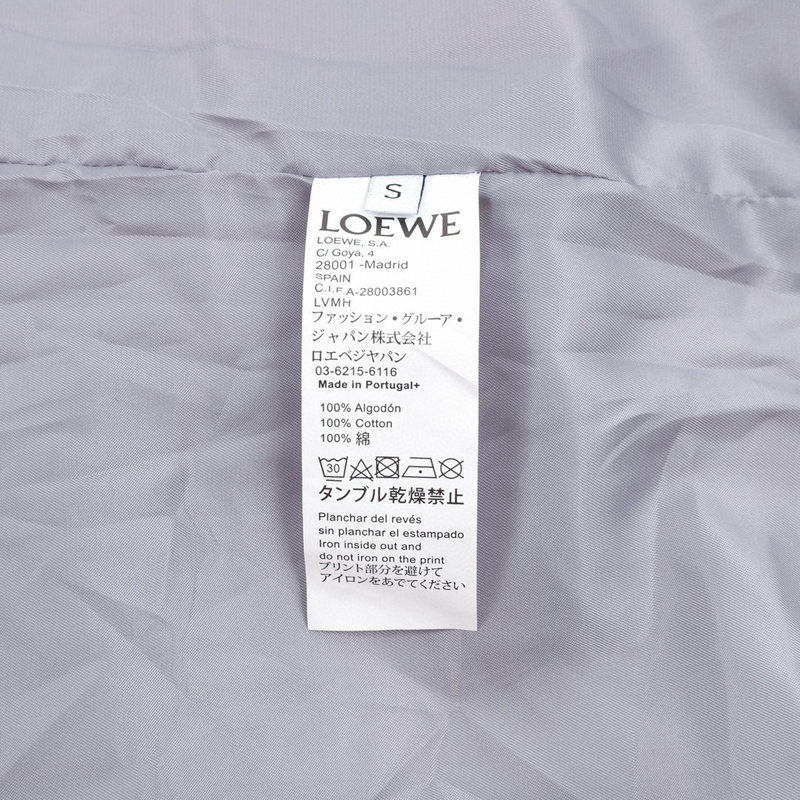 S
LOEWE
LOEWE, S.A.
C/ Goya, 4
28001 -Madrid
SPAIN
C.I.F.A-28003861
LVMH
ファッション・グルーア・
ジャパン株式会社
ロエベジャパン
03-6215-6116
Made in Portugal+
100% Algodón
100% Cotton
100% 綿
30
タンブル乾燥禁止
Planchar del revés
sin planchar el estampado
Iron inside out and
do not iron on the print
プリント部分を避けて
アイロンをあでてください